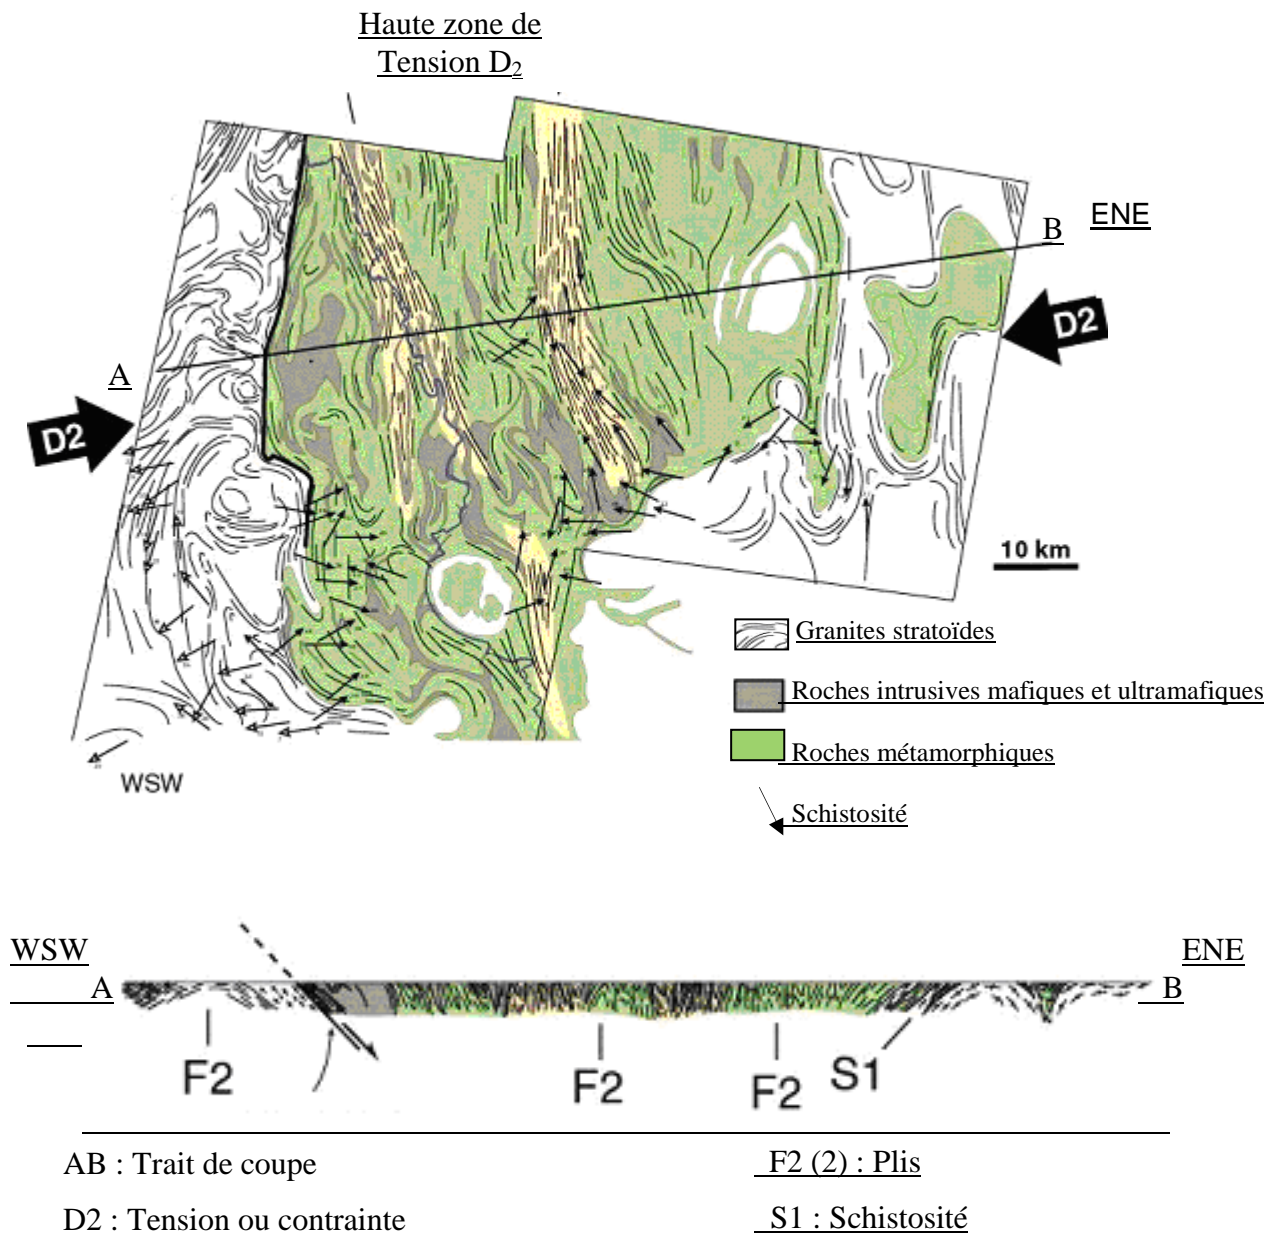 Haute zone de
Tension D₂
B
ENE
D2
A
D2
10 km
Granites stratoïdes
Roches intrusives mafiques et ultramafiques
Roches métamorphiques
Schistosité
WSW
WSW
ENE
A
B
F2
F2
F2
S1
AB : Trait de coupe
F2 (2) : Plis
D2 : Tension ou contrainte
S1 : Schistosité